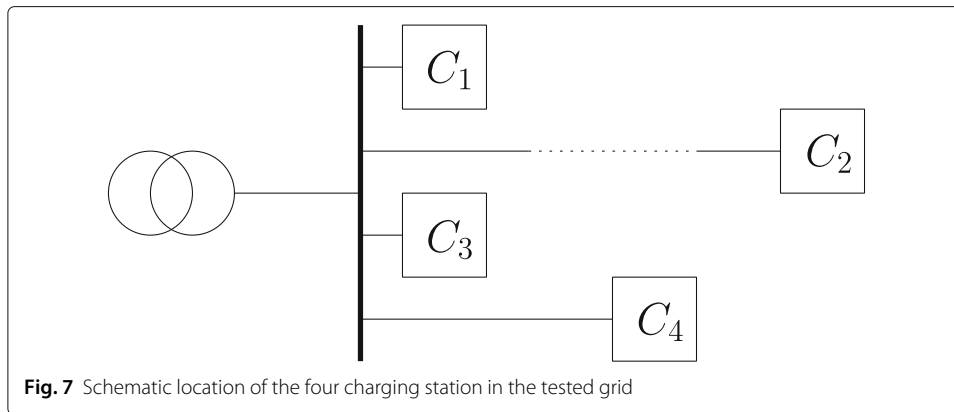 C₁
C₂
C₃
C₄
Fig. 7 Schematic location of the four charging station in the tested grid